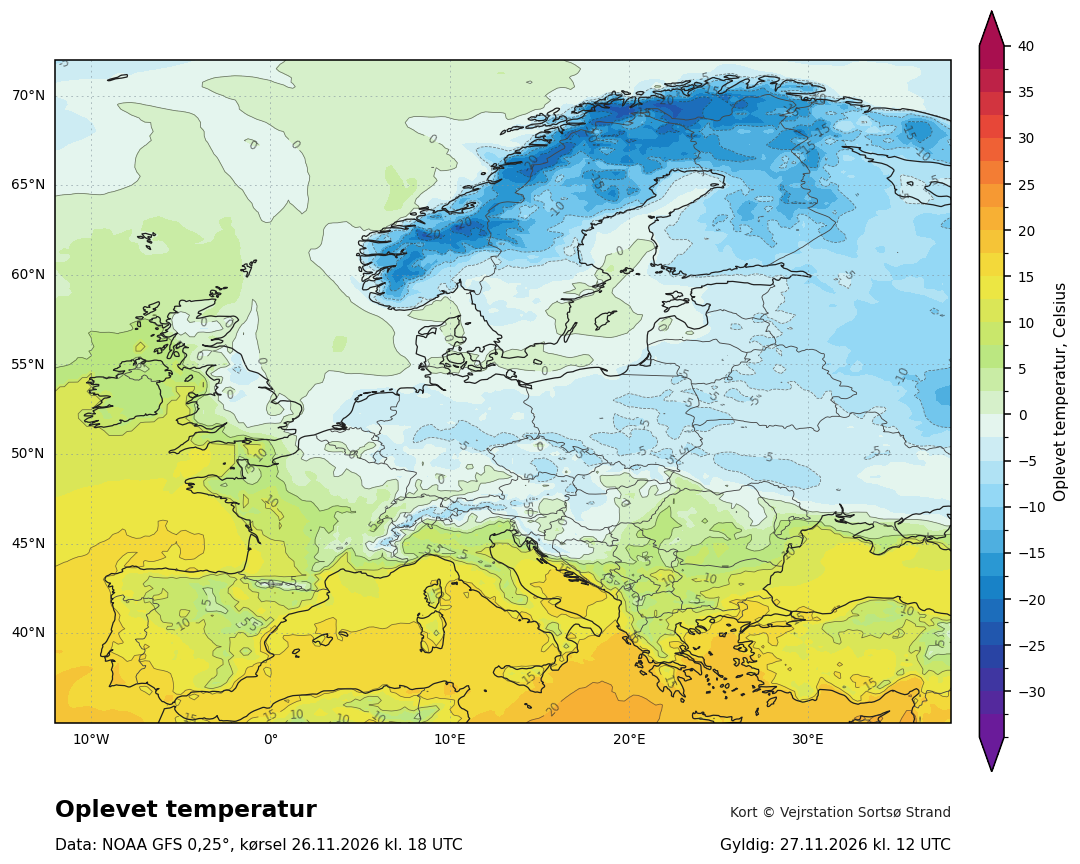 70°N
65°N
60°N
55°N
50°N
45°N
40°N
10°W
0°
10°E
20°E
30°E
40
35
30
25
20
15
10
5
0
−5
−10
−15
−20
−25
−30
Oplevet temperatur, Celsius
Oplevet temperatur
Kort © Vejrstation Sortsø Strand
Data: NOAA GFS 0,25°, kørsel 26.11.2026 kl. 18 UTC
Gyldig: 27.11.2026 kl. 12 UTC